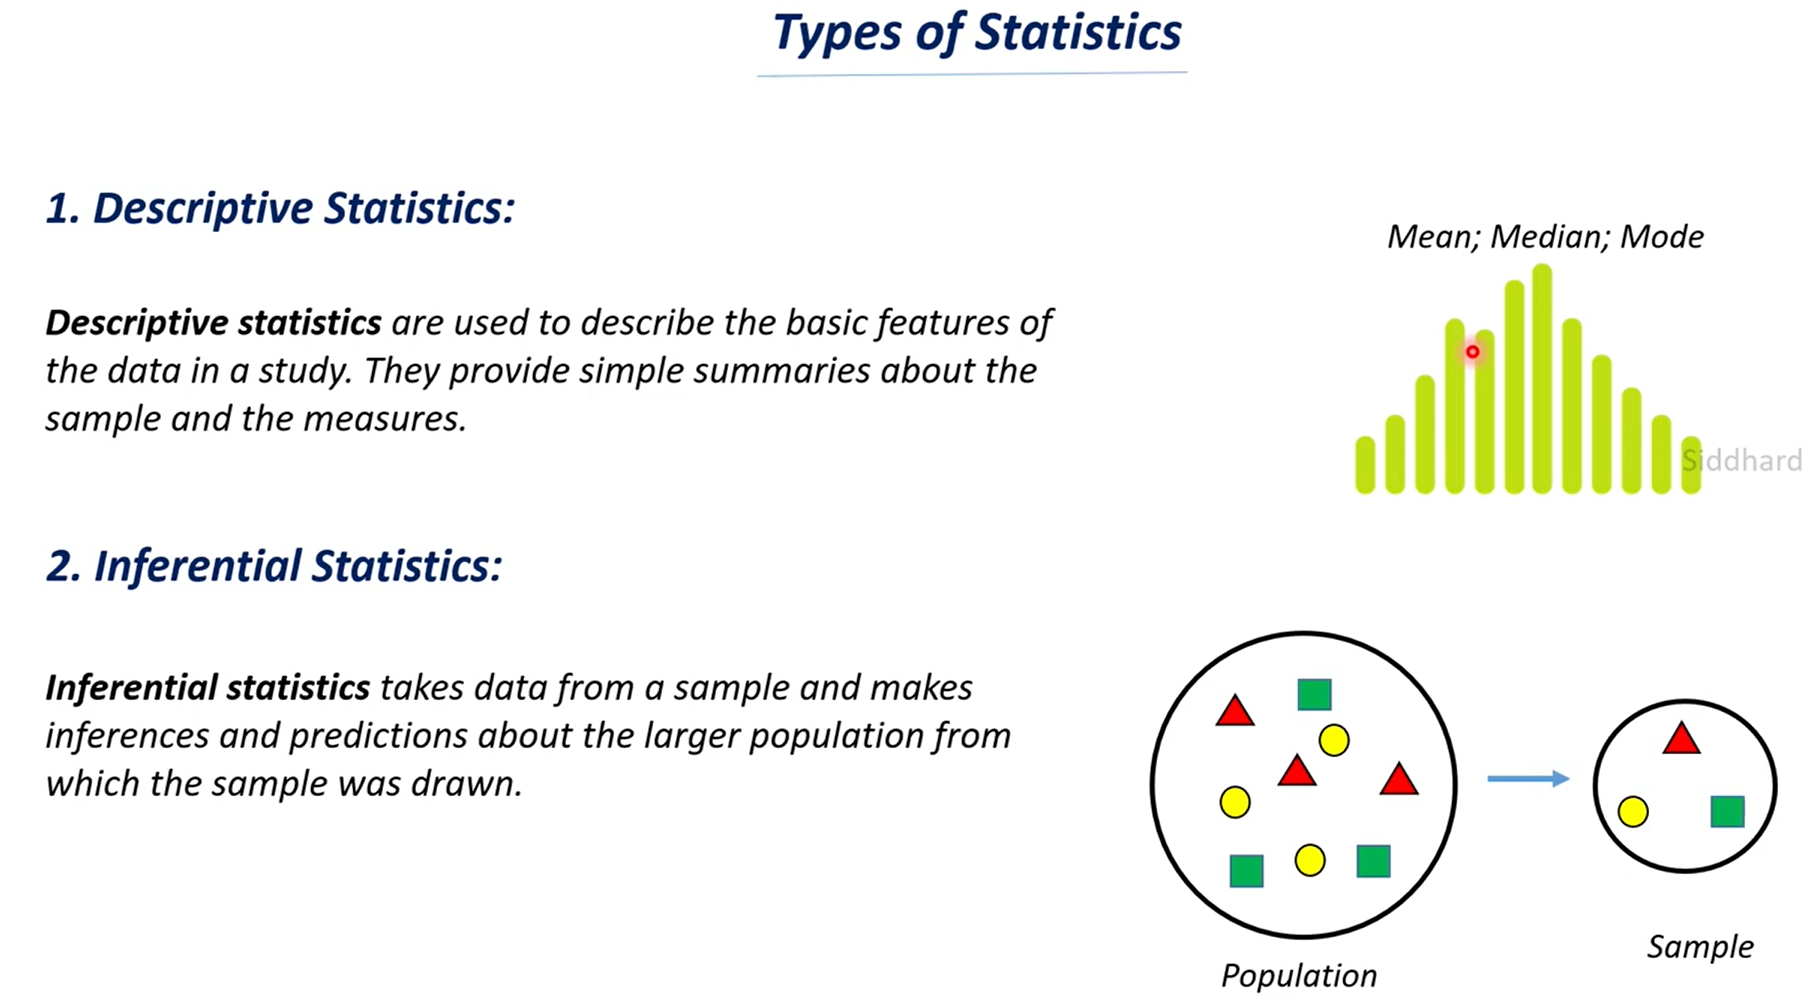 Types of Statistics
1. Descriptive Statistics:
Mean; Median; Mode
Descriptive statistics are used to describe the basic features of
the data in a study. They provide simple summaries about the
sample and the measures.
Siddhard
2. Inferential Statistics:
Inferential statistics takes data from a sample and makes
inferences and predictions about the larger population from
which the sample was drawn.
Sample
Population